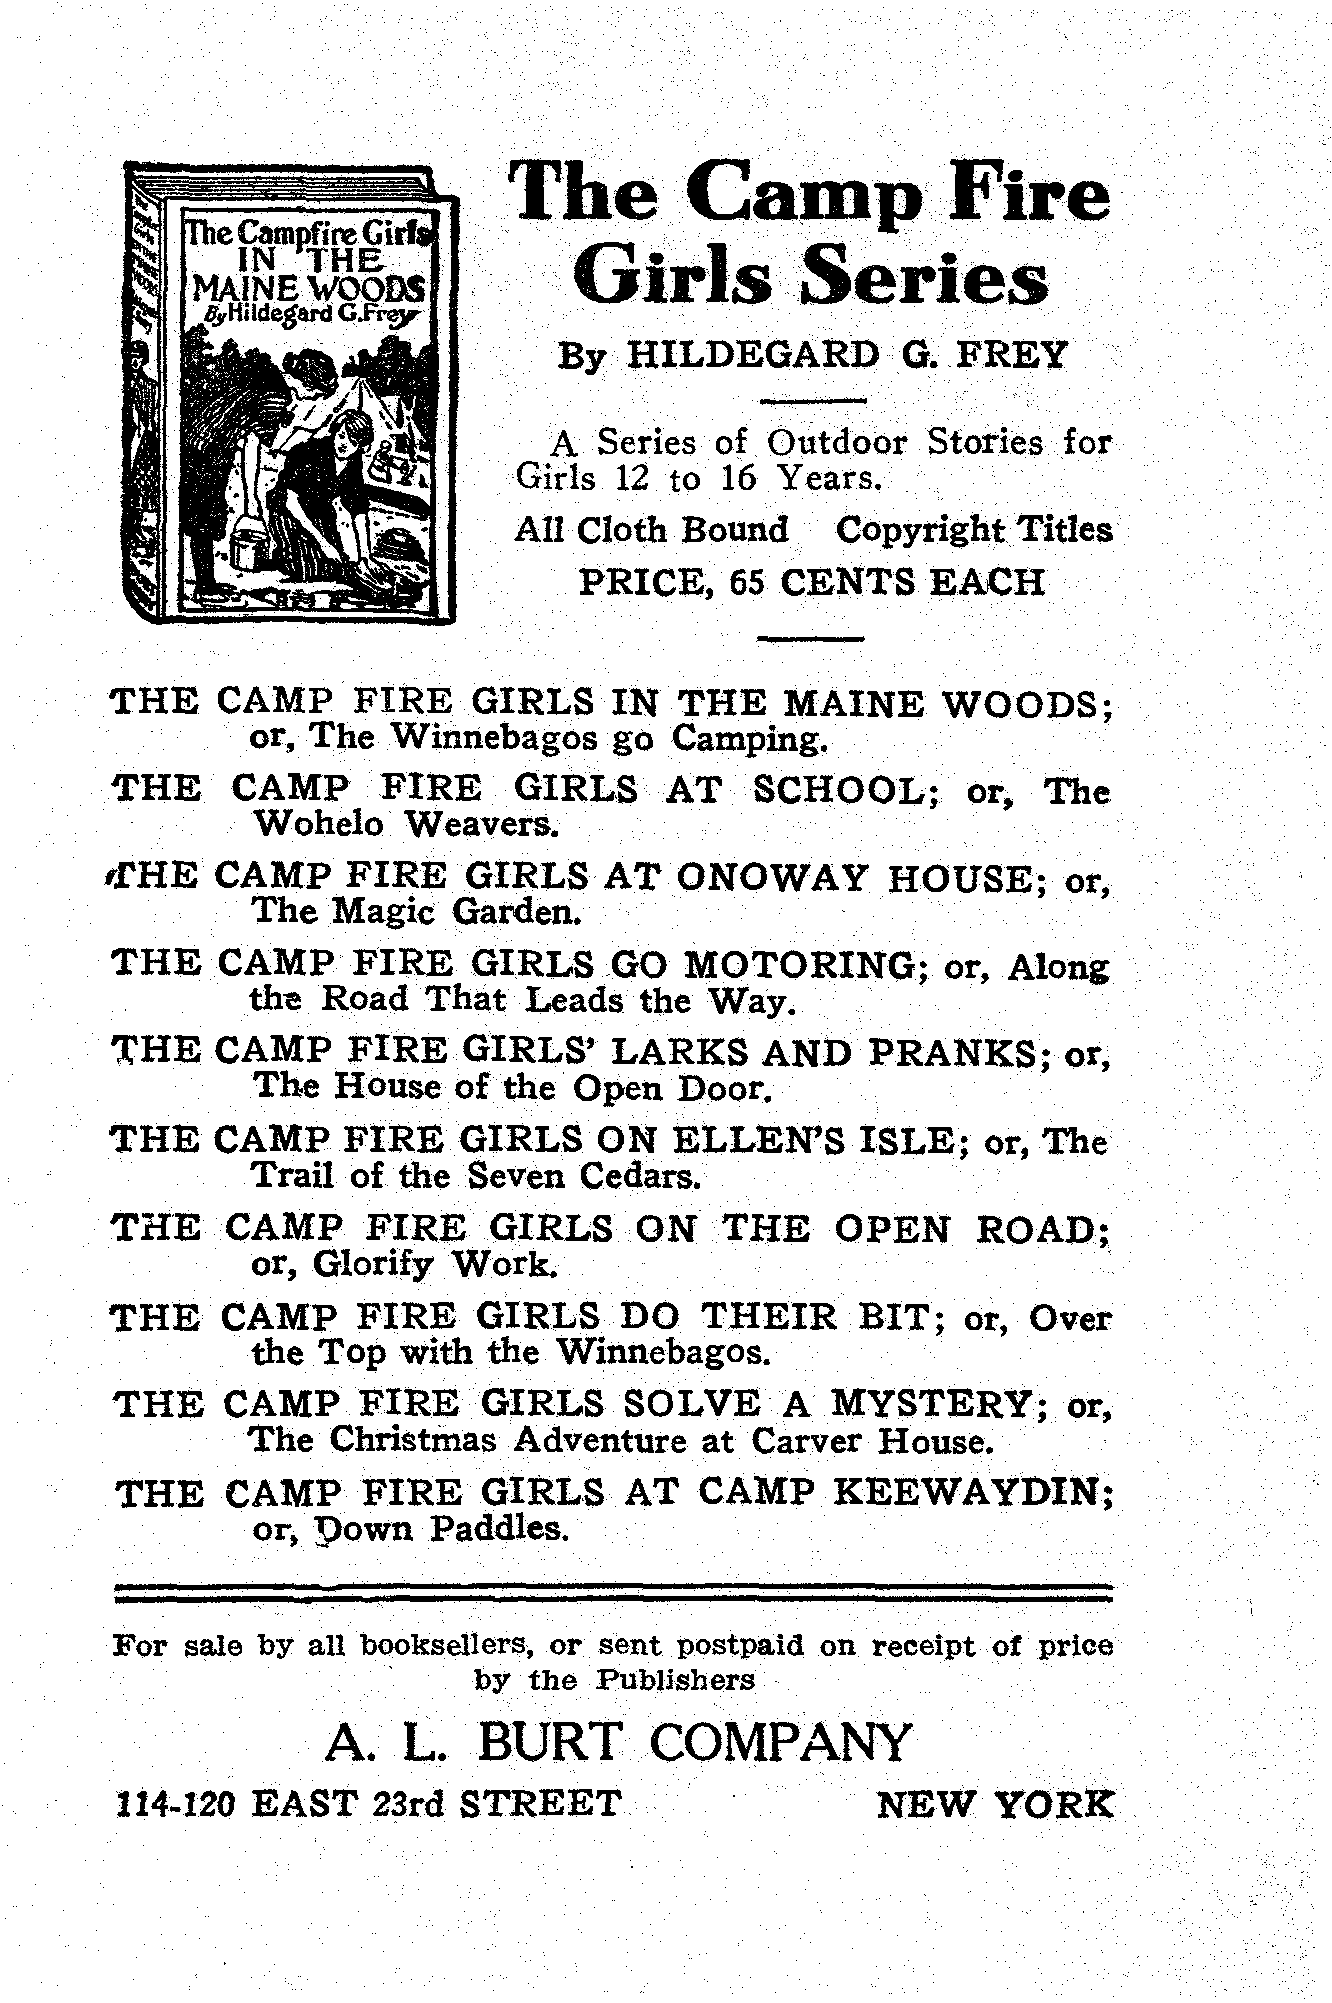 The Campfire Girls
IN THE
MAINE WOODS
By Hildegard G. Frey
The Camp Fire
Girls Series
By HILDEGARD G. FREY
A Series of Outdoor Stories for
Girls 12 to 16 Years.
All Cloth Bound Copyright Titles
PRICE, 65 CENTS EACH
THE CAMP FIRE GIRLS IN THE MAINE WOODS;
or, The Winnebagos go Camping.
THE CAMP FIRE GIRLS AT SCHOOL; or, The
Wohelo Weavers.
THE CAMP FIRE GIRLS AT ONOWAY HOUSE; or,
The Magic Garden.
THE CAMP FIRE GIRLS GO MOTORING; or, Along
the Road That Leads the Way.
THE CAMP FIRE GIRLS' LARKS AND PRANKS; or,
The House of the Open Door.
THE CAMP FIRE GIRLS ON ELLEN'S ISLE; or, The
Trail of the Seven Cedars.
THE CAMP FIRE GIRLS ON THE OPEN ROAD;
or, Glorify Work.
THE CAMP FIRE GIRLS DO THEIR BIT; or, Over
the Top with the Winnebagos.
THE CAMP FIRE GIRLS SOLVE A MYSTERY; or,
The Christmas Adventure at Carver House.
THE CAMP FIRE GIRLS AT CAMP KEEWAYDIN;
or, Down Paddles.
For sale by all booksellers, or sent postpaid on receipt of price
by the Publishers
A. L. BURT COMPANY
114-120 EAST 23rd STREET NEW YORK